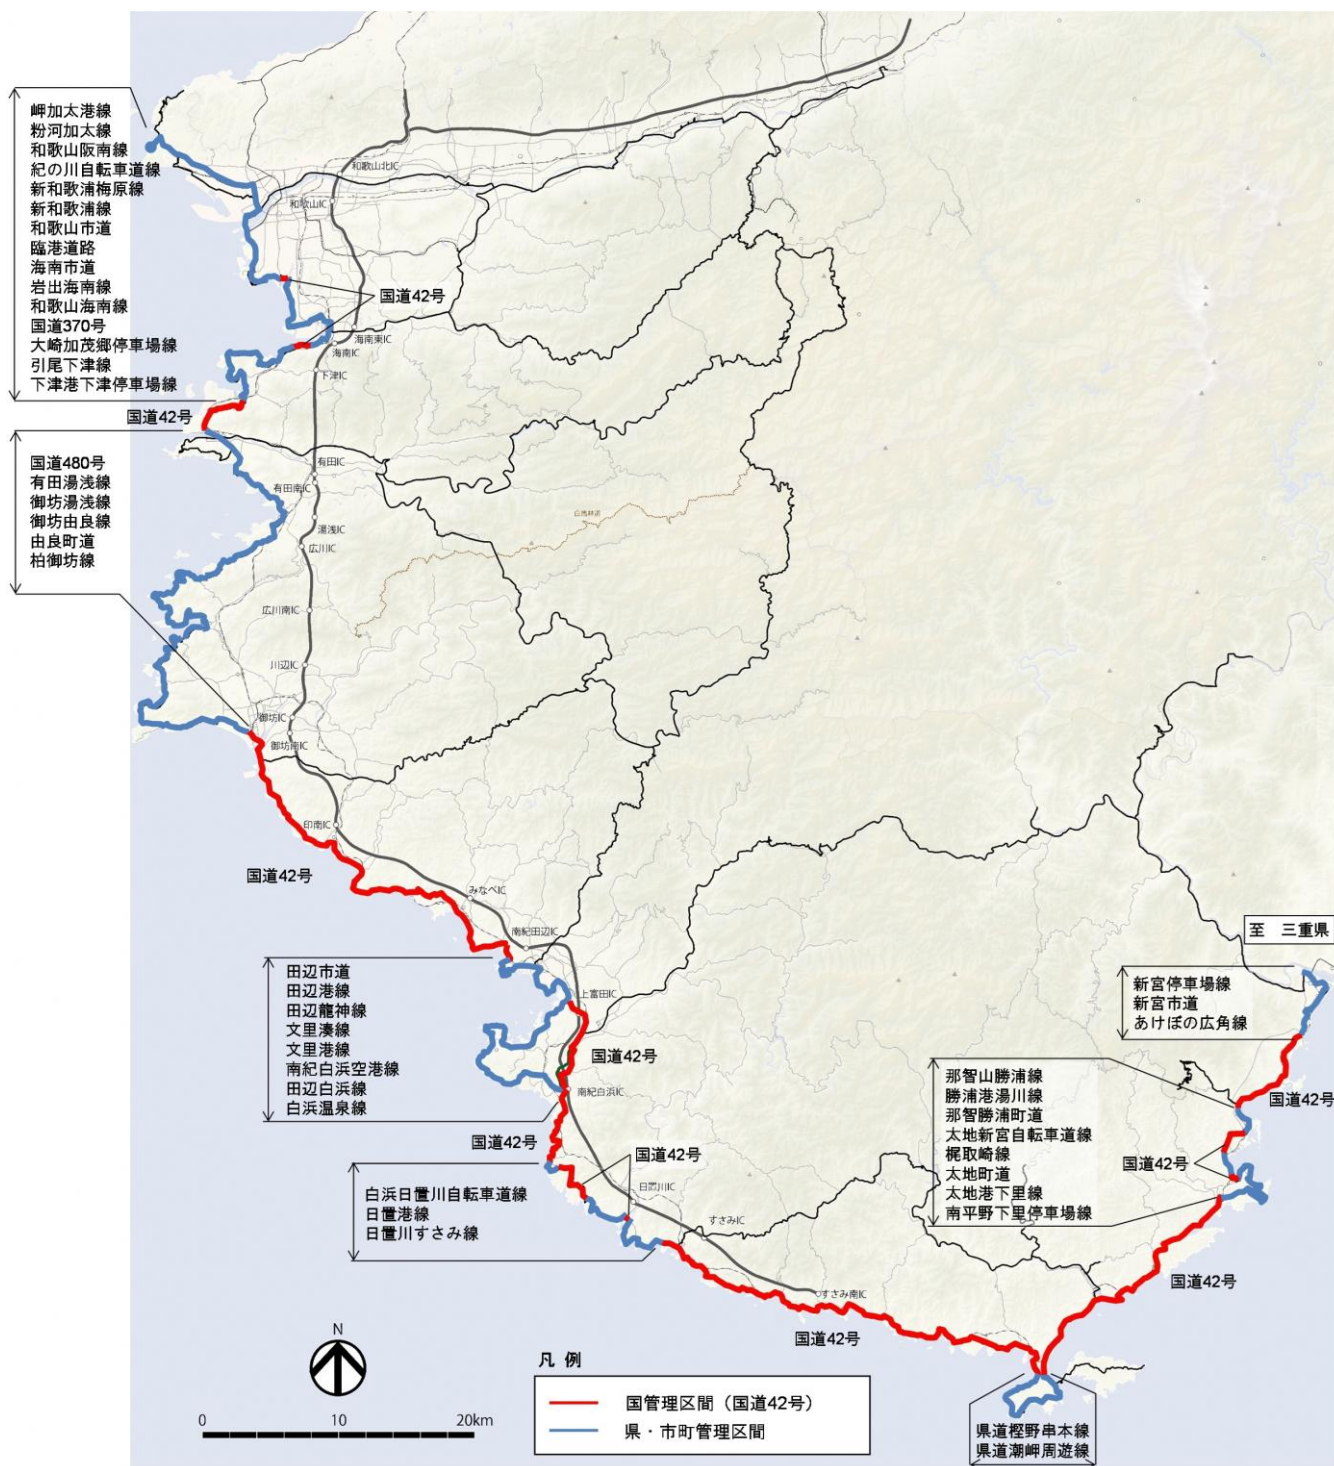 岬加太港線
粉河加太線
和歌山阪南線
紀の川自転車道線
新和歌浦梅原線
新和歌浦線
和歌山市道
臨港道路
海南市道
岩出海南線
和歌山海南線
国道370号
大崎加茂郷停車場線
引尾下津線
下津港下津停車場線
和歌山北IC
和歌山IC
国道42号
海南東IC
海南IC
下津IC
国道42号
国道480号
有田湯浅線
御坊湯浅線
御坊由良線
由良町道
柏御坊線
有田IC
有田南IC
白馬林道
湯浅IC
広川IC
広川南IC
川辺IC
御坊IC
御坊南IC
印南IC
国道42号
みなべIC
南紀田辺IC
至 三重県
田辺市道
田辺港線
田辺龍神線
文里湊線
文里港線
南紀白浜空港線
田辺白浜線
白浜温泉線
上富田IC
国道42号
南紀白浜IC
新宮停車場線
新宮市道
あけぼの広角線
国道42号
那智山勝浦線
勝浦港湯川線
那智勝浦町道
太地新宮自転車道線
梶取崎線
太地町道
太地港下里線
南平野下里停車場線
国道42号
国道42号
国道42号
白浜日置川自転車道線
日置港線
日置川すさみ線
日置川IC
すさみIC
すさみ南IC
国道42号
国道42号
N
0 10 20km
凡 例
国管理区間（国道42号）
県・市町管理区間
県道樫野串本線
県道潮岬周遊線